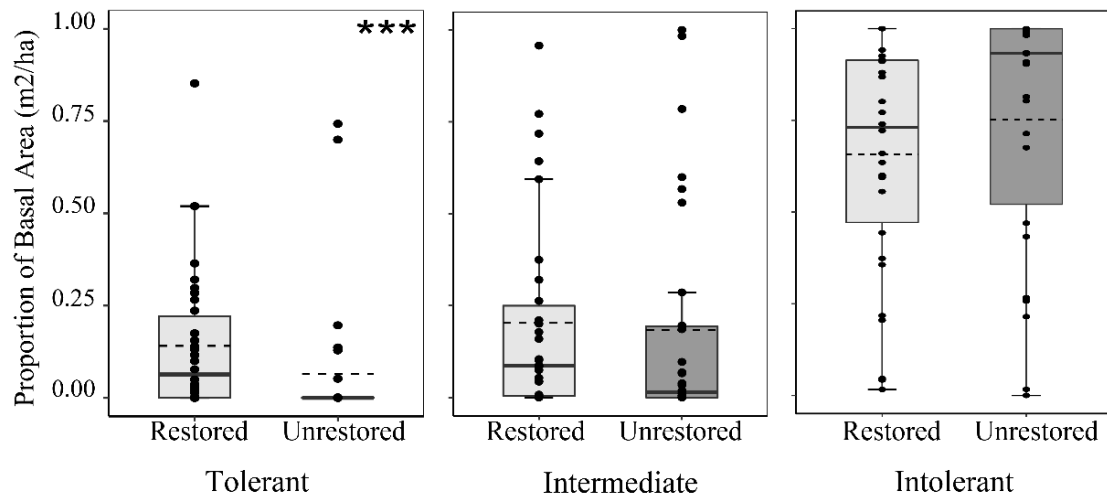 Proportion of Basal Area (m2/ha)
1.00
0.75
0.50
0.25
0.00
***
Restored Unrestored Restored Unrestored Restored Unrestored
Tolerant Intermediate Intolerant